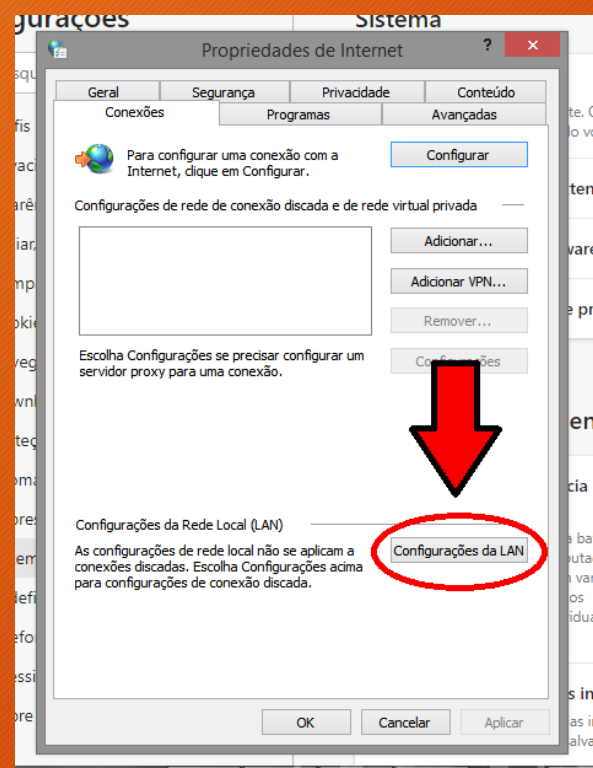 Sistema
Propriedades de Internet
?
×
Geral
Segurança
Privacidade
Conteúdo
Conexões
Programas
Avançadas
Para configurar uma conexão com a
Internet, clique em Configurar.
Configurar
Configurações de rede de conexão discada e de rede virtual privada
Adicionar...
Adicionar VPN...
Remover...
Escolha Configurações se precisar configurar um
servidor proxy para uma conexão.
Configurações da Rede Local (LAN)
As configurações de rede local não se aplicam a
conexões discadas. Escolha Configurações acima
para configurações de conexão discada.
Configurações da LAN
OK
Cancelar
Aplicar